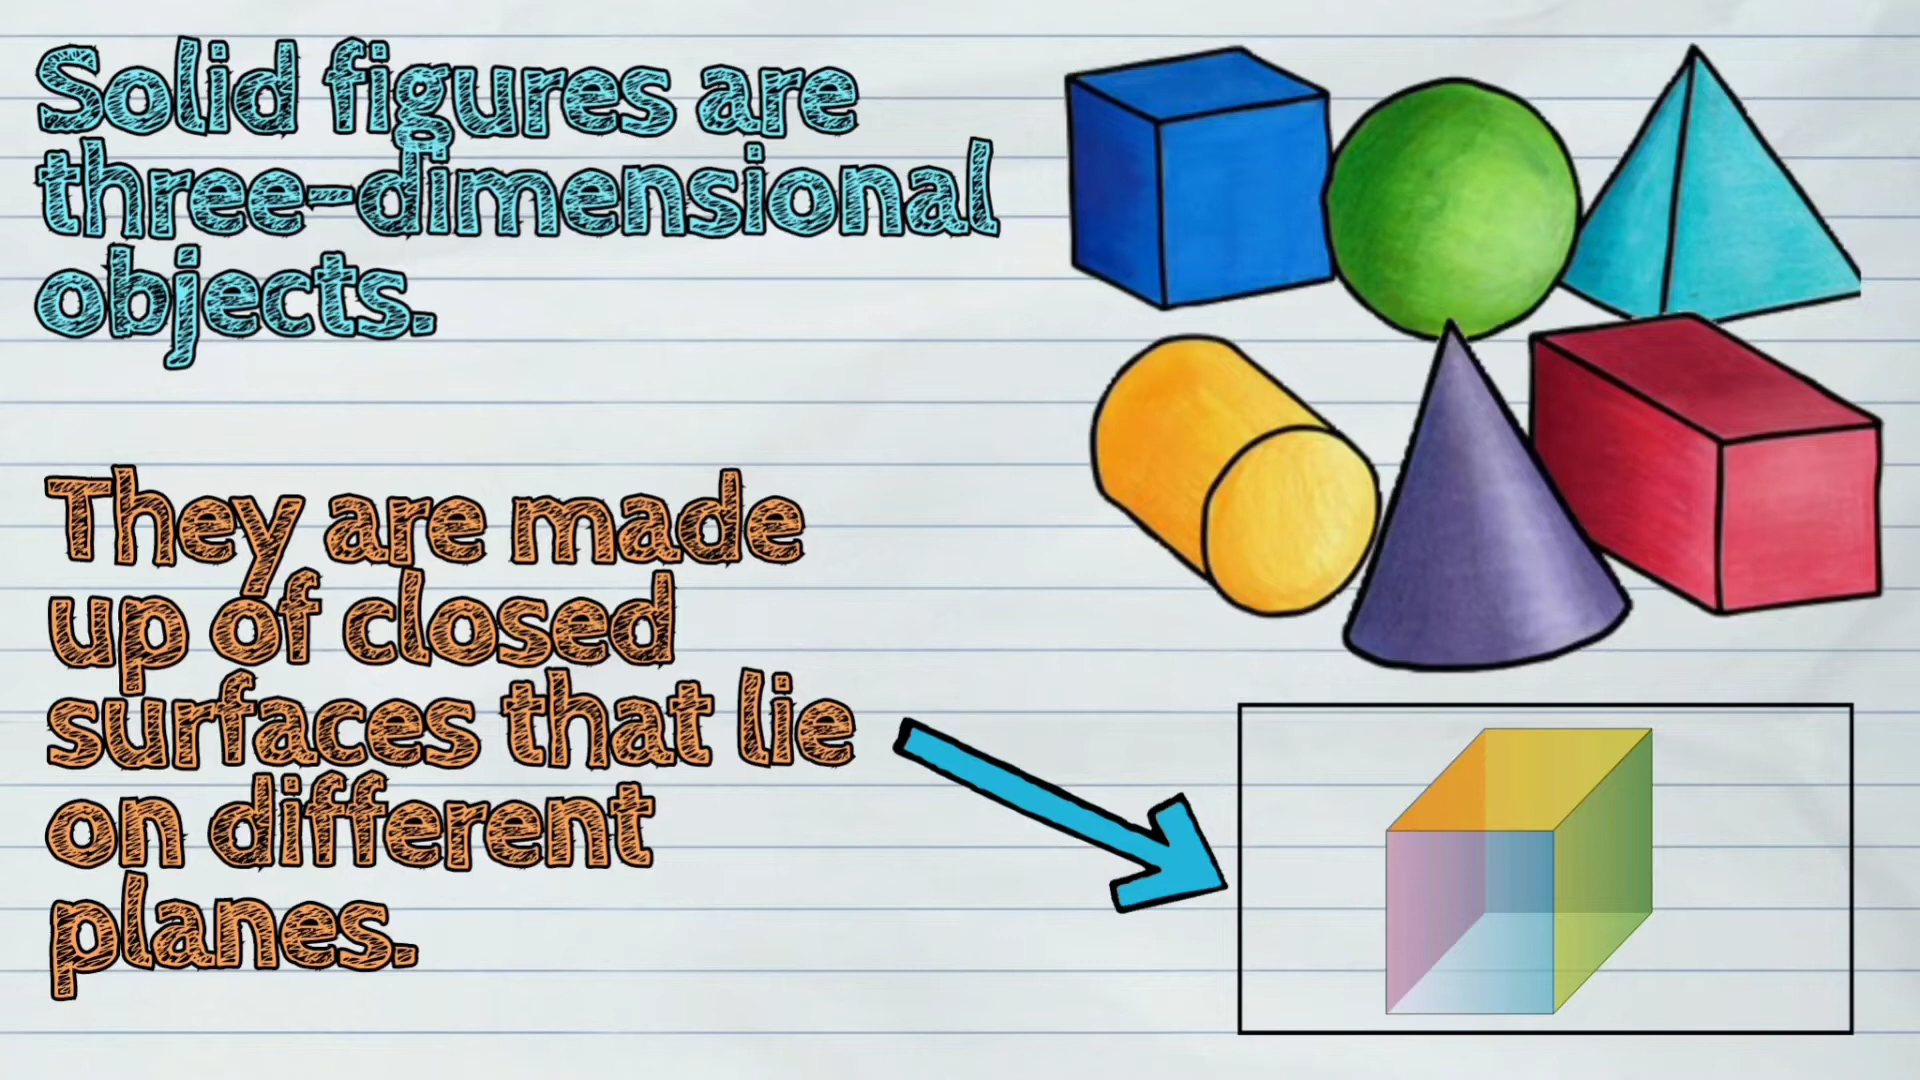 Solid figures are
three-dimensional
objects.
They are made
up of closed
surfaces that lie
on different
planes.